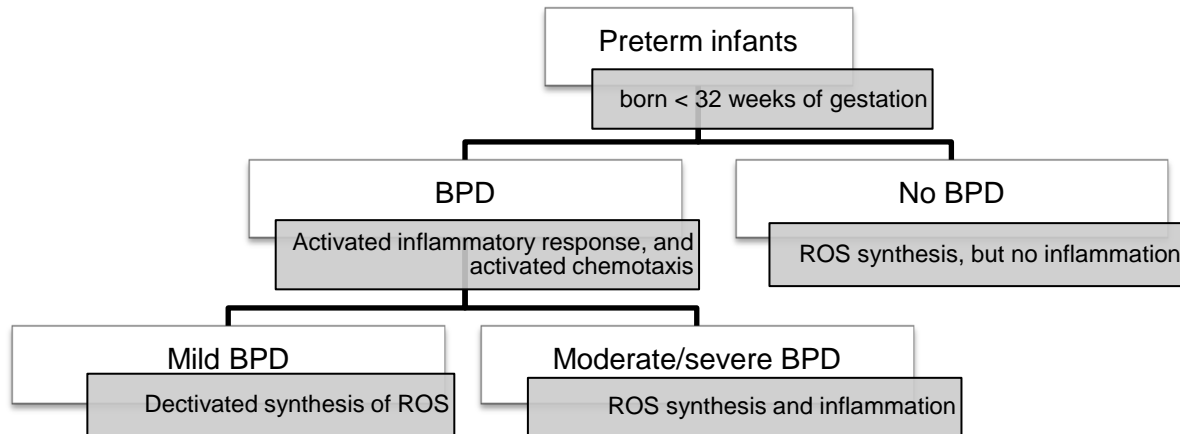 Preterm infants
born < 32 weeks of gestation
BPD
Activated inflammatory response, and
activated chemotaxis
No BPD
ROS synthesis, but no inflammation
Mild BPD
Dectivated synthesis of ROS
Moderate/severe BPD
ROS synthesis and inflammation